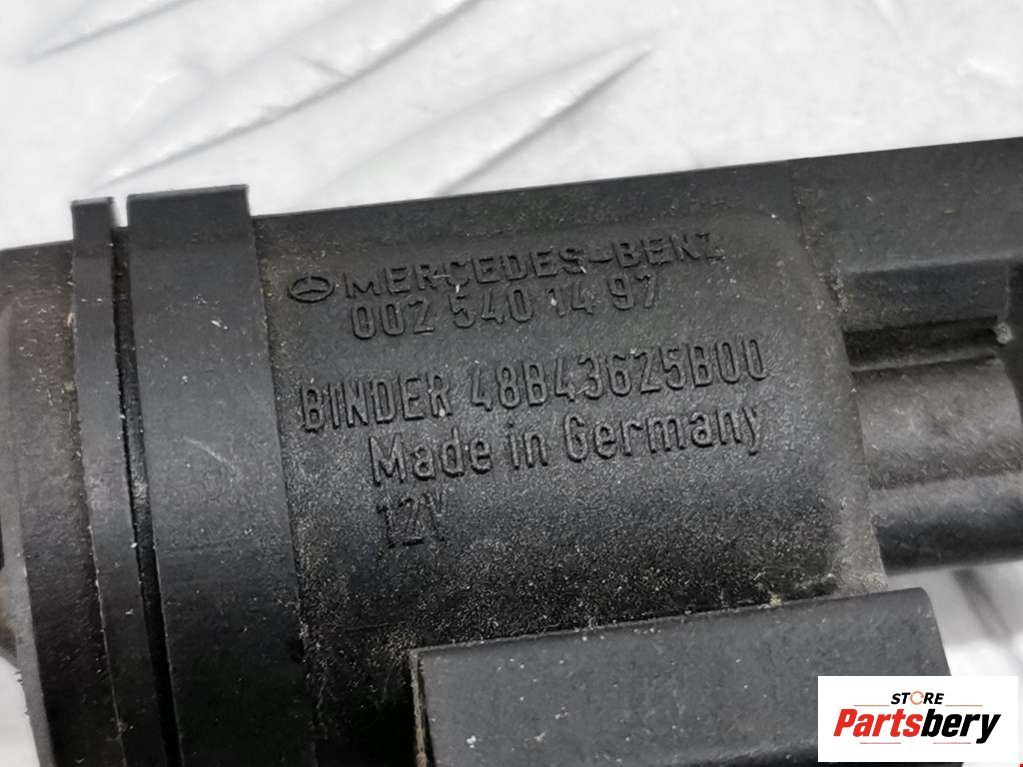 MERCEDES-BENZ
002 540 14 97
BINDER 48B43625B00
Made in Germany
12V
STORE
Partsbery